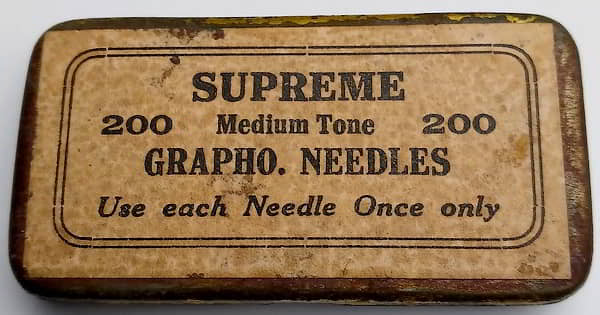 SUPREME
200 Medium Tone 200
GRAPHO. NEEDLES
Use each Needle Once only